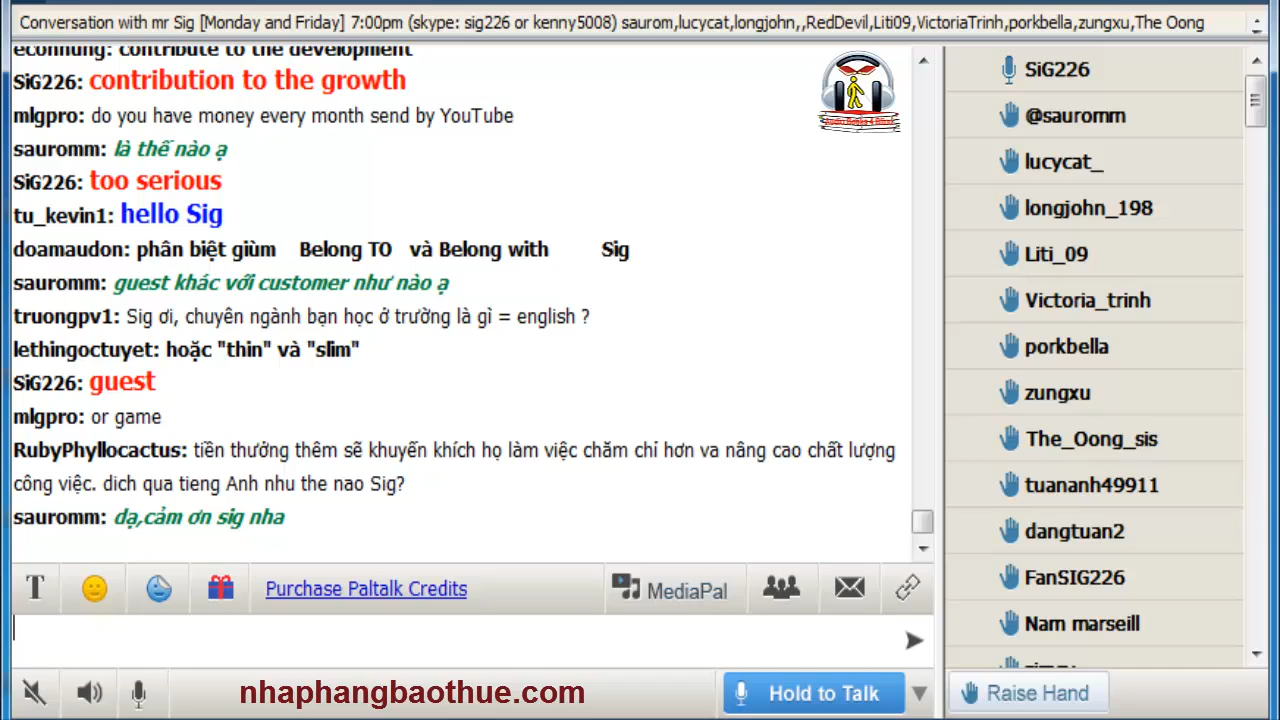 Conversation with mr Sig [Monday and Friday] 7:00pm (skype: sig226 or kenny5008) saurom,lucycat,longjohn,,RedDevil,Liti09,VictoriaTrinh,porkbella,zungxu,The Oong
econhung: contribute to the development
SiG226: contribution to the growth
mlgpro: do you have money every month send by YouTube
sauromm: là thế nào ạ
SiG226: too serious
tu_kevin1: hello Sig
doamaudon: phân biệt giùm Belong TO và Belong with Sig
sauromm: guest khác với customer như nào ạ
truongpv1: Sig ơi, chuyên ngành bạn học ở trường là gì = english ?
lethingoctuyet: hoặc "thin" và "slim"
SiG226: guest
mlgpro: or game
RubyPhyllocactus: tiền thưởng thêm sẽ khuyến khích họ làm việc chăm chỉ hơn va nâng cao chất lượng
công việc. dich qua tieng Anh nhu the nao Sig?
sauromm: dạ,cảm ơn sig nha
T
Purchase Paltalk Credits
MediaPal
nhaphangbaothue.com
Hold to Talk
SiG226
@sauromm
lucycat_
longjohn_198
Liti_09
Victoria_trinh
porkbella
zungxu
The_Oong_sis
tuananh49911
dangtuan2
FanSIG226
Nam marseill
Raise Hand